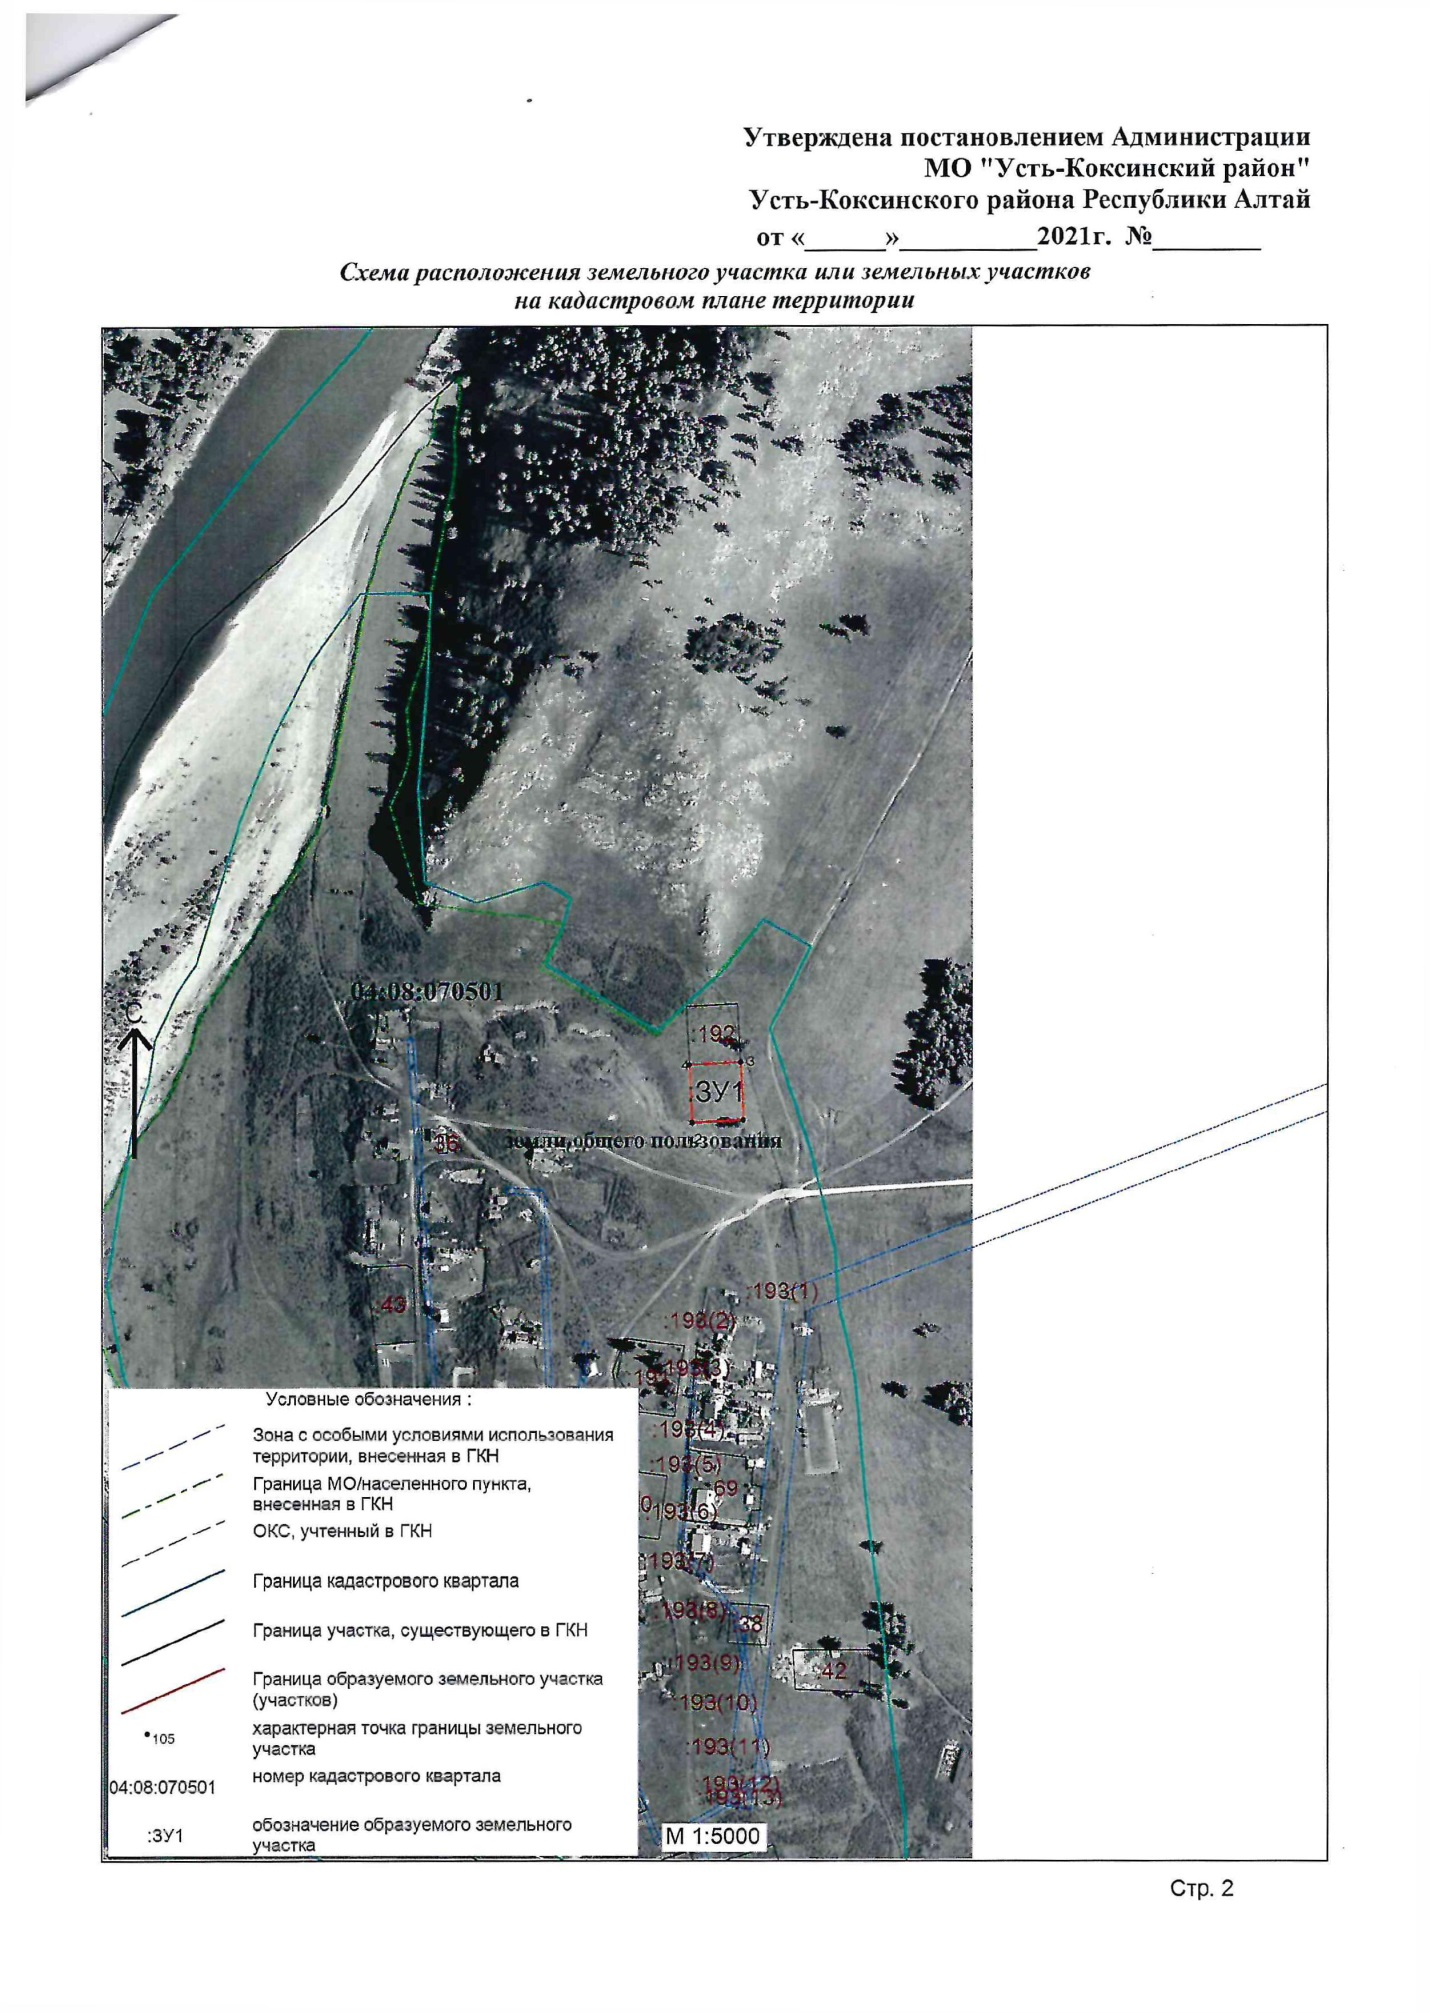 Утверждена постановлением Администрации
МО "Усть-Коксинский район"
Усть-Коксинского района Республики Алтай
от «______»__________2021г. №________
Схема расположения земельного участка или земельных участков
на кадастровом плане территории
04:08:070501
С
:192
4
3
:ЗУ1
2
1
земли общего пользования
36
:43
:193(1)
:193(2)
:193(3)
:193(4)
:193(5)
69
:193(6)
:193(7)
:193(8)
:38
:193(9)
:42
:193(10)
:193(11)
:193(12)
:193(13)
Условные обозначения :
Зона с особыми условиями использования
территории, внесенная в ГКН
Граница МО/населенного пункта,
внесенная в ГКН
ОКС, учтенный в ГКН
Граница кадастрового квартала
Граница участка, существующего в ГКН
Граница образуемого земельного участка
(участков)
105
характерная точка границы земельного
участка
04:08:070501
номер кадастрового квартала
:ЗУ1
обозначение образуемого земельного
участка
М 1:5000
Стр. 2